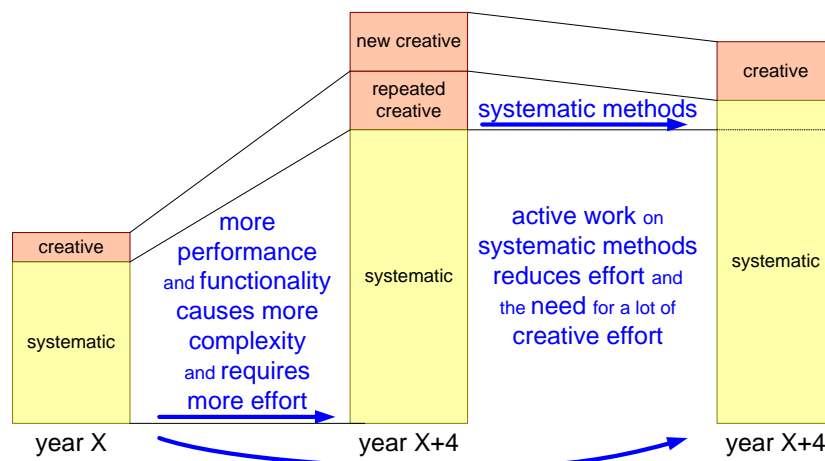 creative
systematic
year X
more
performance
and functionality
causes more
complexity
and requires
more effort
new creative
repeated
creative
systematic
year X+4
systematic methods
active work on
systematic methods
reduces effort and
the need for a lot of
creative effort
creative
systematic
year X+4